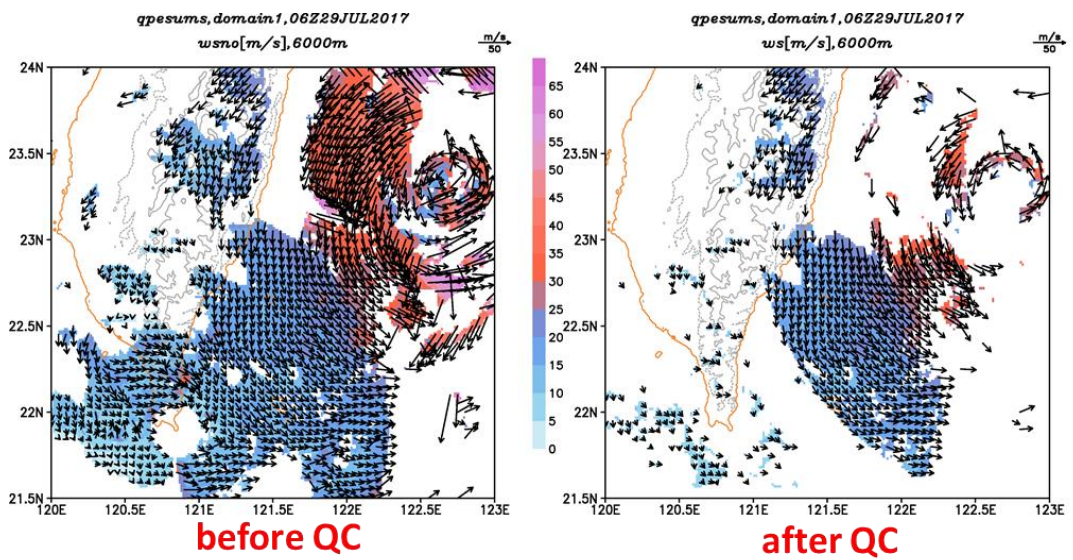 qpesums,domain1,06Z29JUL2017
wsno[m/s],6000m
m/s
50
24N
23.5N
23N
22.5N
22N
21.5N
120E 120.5E 121E 121.5E 122E 122.5E 123E
before QC
65
60
55
50
45
40
35
30
25
20
15
10
5
0
qpesums,domain1,06Z29JUL2017
ws[m/s],6000m
m/s
50
24N
23.5N
23N
22.5N
22N
21.5N
120E 120.5E 121E 121.5E 122E 122.5E 123E
after QC